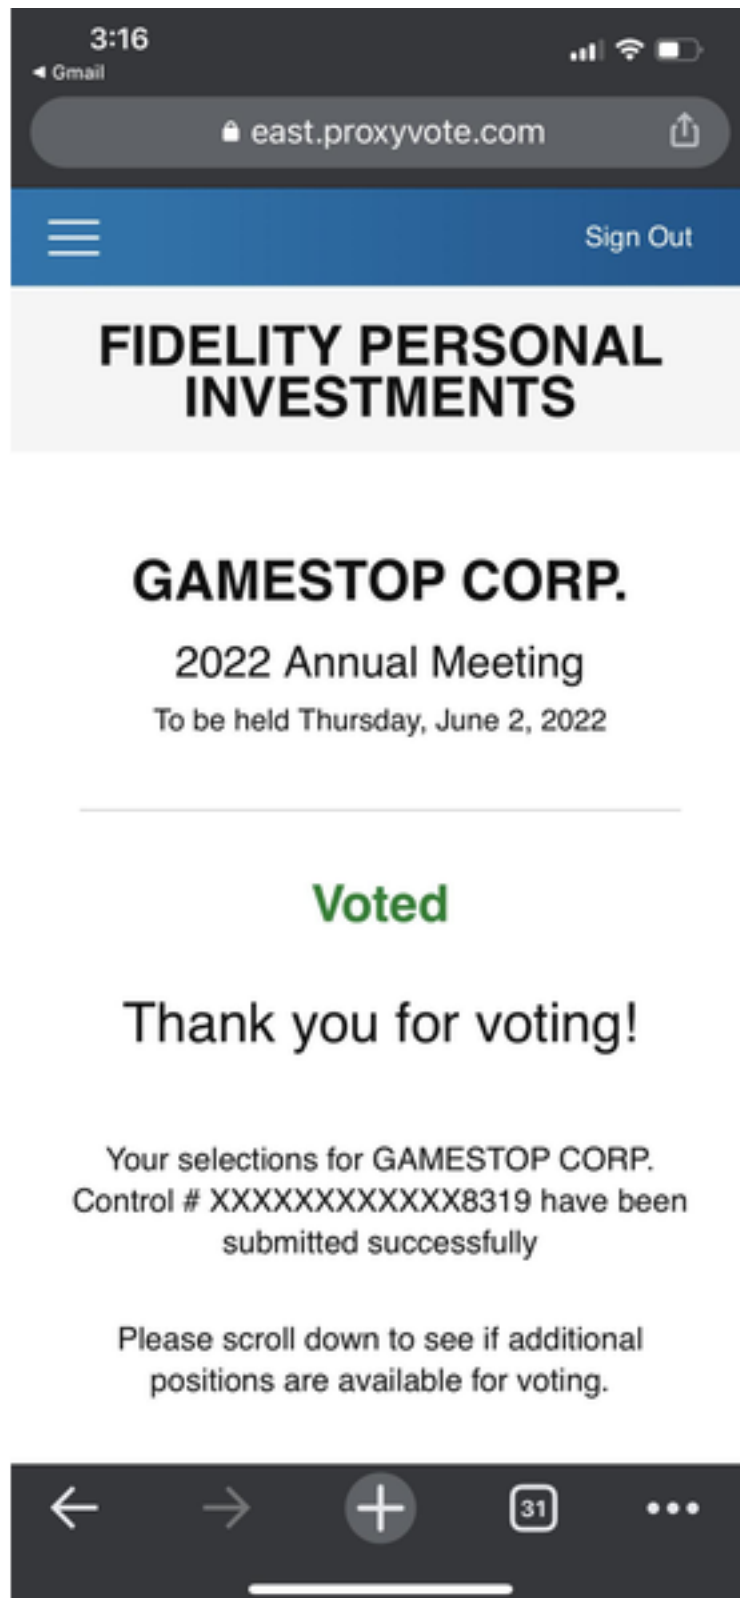 3:16
◀ Gmail
east.proxyvote.com
Sign Out
FIDELITY PERSONAL
INVESTMENTS
GAMESTOP CORP.
2022 Annual Meeting
To be held Thursday, June 2, 2022
Voted
Thank you for voting!
Your selections for GAMESTOP CORP.
Control # XXXXXXXXXXXX8319 have been
submitted successfully
Please scroll down to see if additional
positions are available for voting.
31